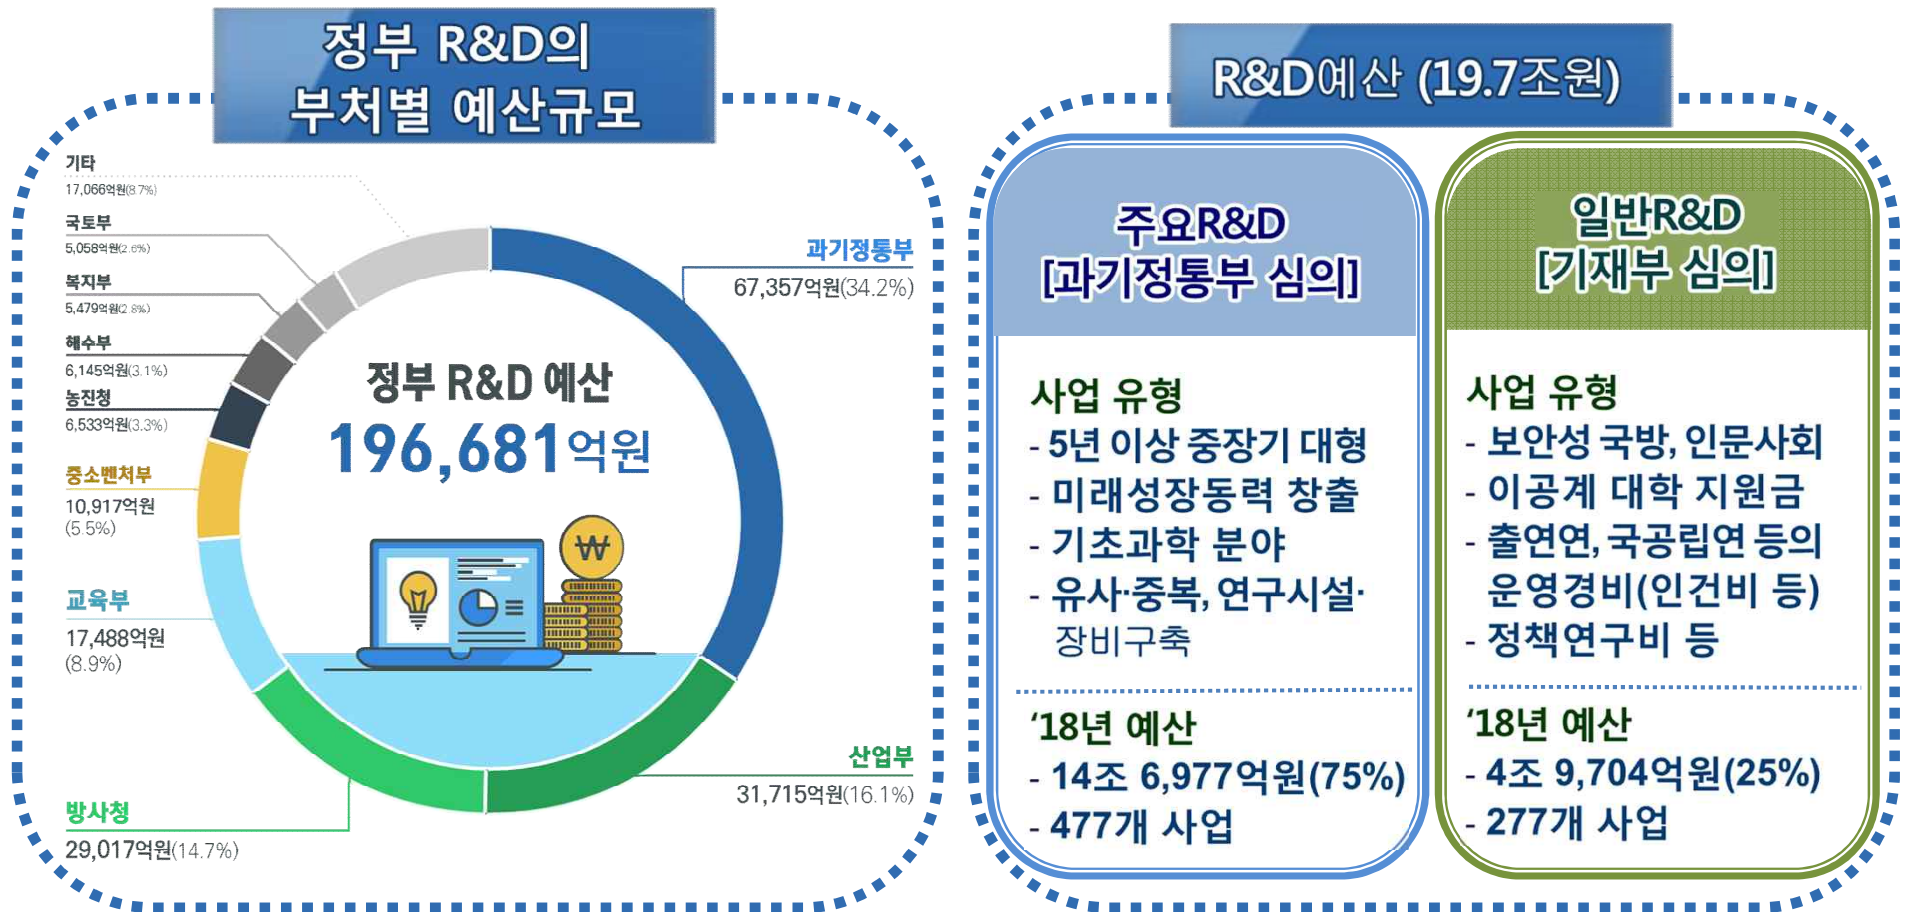 정부 R&D의
부처별 예산규모
기타
17,066억원(8.7%)
국토부
5,058억원(2.6%)
복지부
5,479억원(2.8%)
해수부
6,145억원(3.1%)
농진청
6,533억원(3.3%)
중소벤처부
10,917억원
(5.5%)
교육부
17,488억원
(8.9%)
방사청
29,017억원(14.7%)
과기정통부
67,357억원(34.2%)
산업부
31,715억원(16.1%)
정부 R&D 예산
196,681억원
₩
R&D예산 (19.7조원)
주요R&D
[과기정통부 심의]
사업 유형
- 5년 이상 중장기 대형
- 미래성장동력 창출
- 기초과학 분야
- 유사·중복, 연구시설·
장비구축
‘18년 예산
- 14조 6,977억원(75%)
- 477개 사업
일반R&D
[기재부 심의]
사업 유형
- 보안성 국방, 인문사회
- 이공계 대학 지원금
- 출연연, 국공립연 등의
운영경비(인건비 등)
- 정책연구비 등
‘18년 예산
- 4조 9,704억원(25%)
- 277개 사업